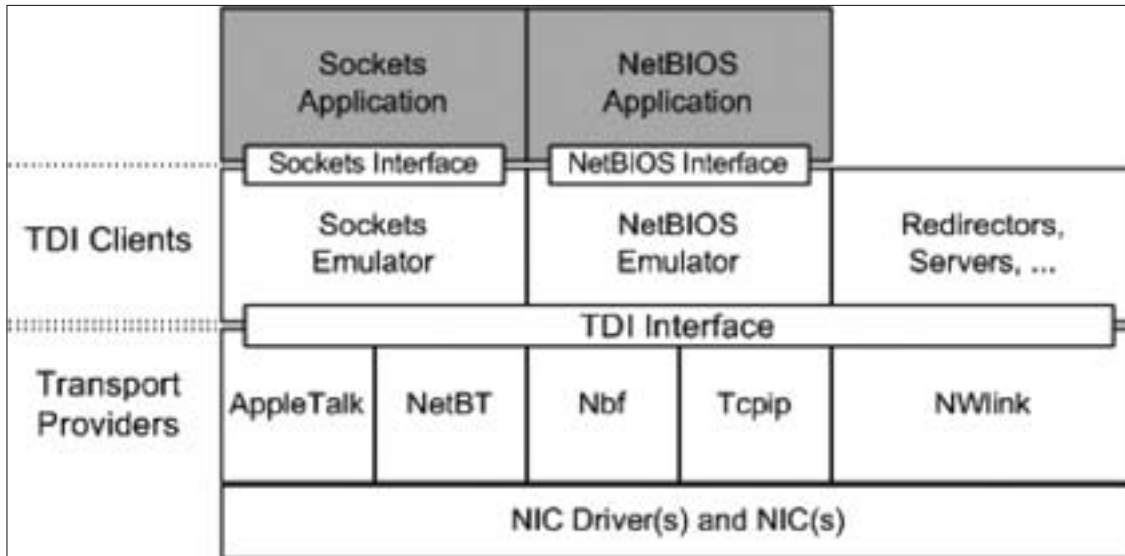 Sockets
Application
NetBIOS
Application
Sockets Interface
NetBIOS Interface
TDI Clients
Sockets
Emulator
NetBIOS
Emulator
Redirectors,
Servers, ...
TDI Interface
Transport
Providers
AppleTalk
NetBT
Nbf
Tcpip
NWlink
NIC Driver(s) and NIC(s)